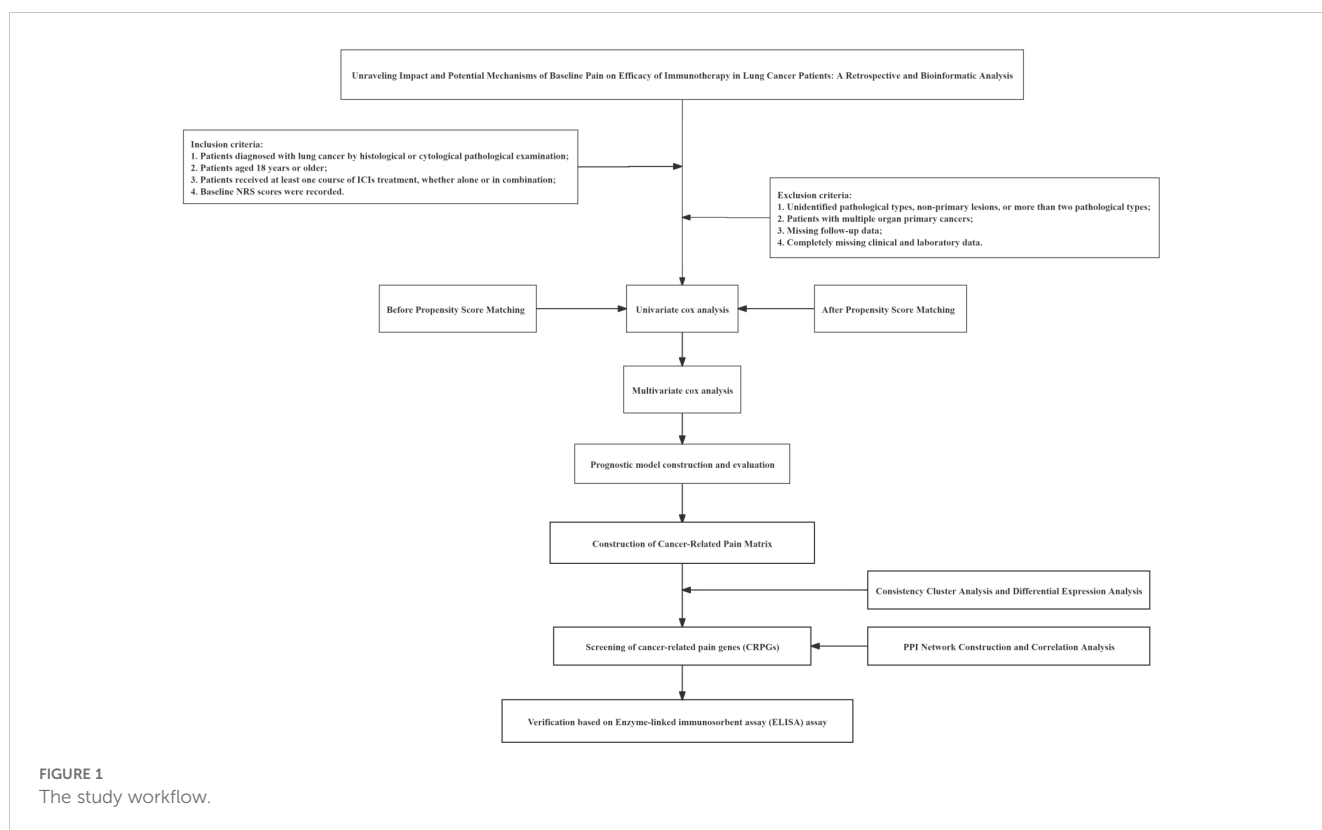 Unraveling Impact and Potential Mechanisms of Baseline Pain on Efficacy of Immunotherapy in Lung Cancer Patients: A Retrospective and Bioinformatic Analysis
Inclusion criteria:
1. Patients diagnosed with lung cancer by histological or cytological pathological examination;
2. Patients aged 18 years or older;
3. Patients received at least one course of ICIs treatment, whether alone or in combination;
4. Baseline NRS scores were recorded.
Exclusion criteria:
1. Unidentified pathological types, non-primary lesions, or more than two pathological types;
2. Patients with multiple organ primary cancers;
3. Missing follow-up data;
4. Completely missing clinical and laboratory data.
Before Propensity Score Matching
Univariate cox analysis
After Propensity Score Matching
Multivariate cox analysis
Prognostic model construction and evaluation
Construction of Cancer-Related Pain Matrix
Consistency Cluster Analysis and Differential Expression Analysis
Screening of cancer-related pain genes (CRPGs)
PPI Network Construction and Correlation Analysis
Verification based on Enzyme-linked immunosorbent assay (ELISA) assay
FIGURE 1
The study workflow.